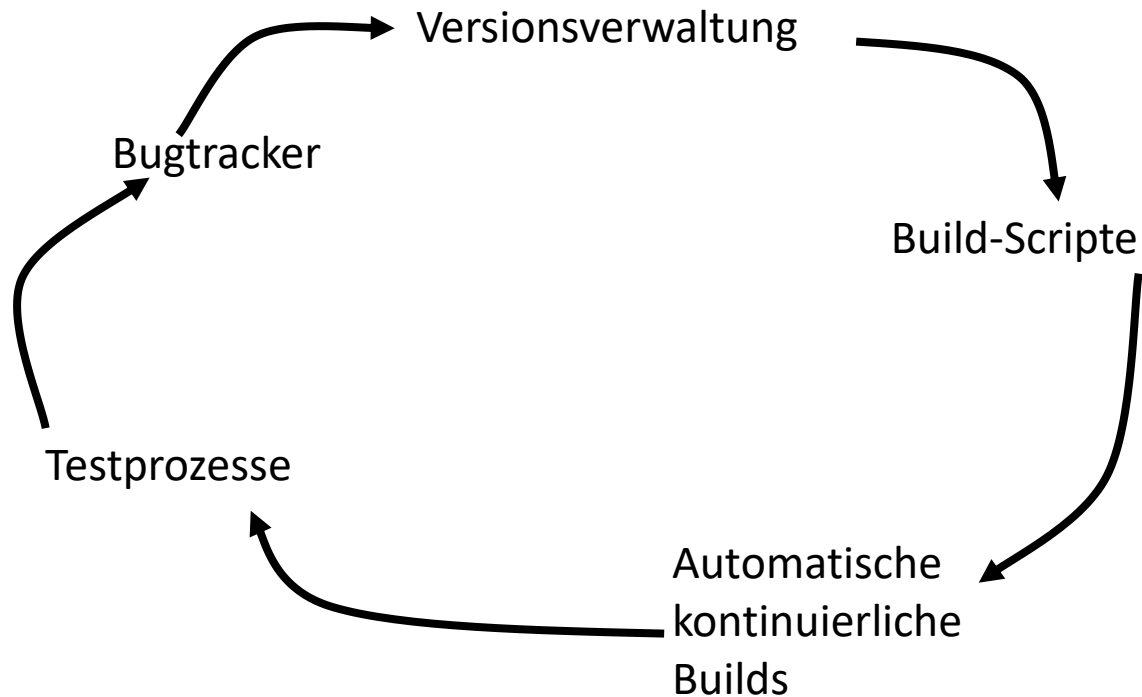 Versionsverwaltung
Bugtracker
Build-Scripte
Testprozesse
Automatische
kontinuierliche
Builds